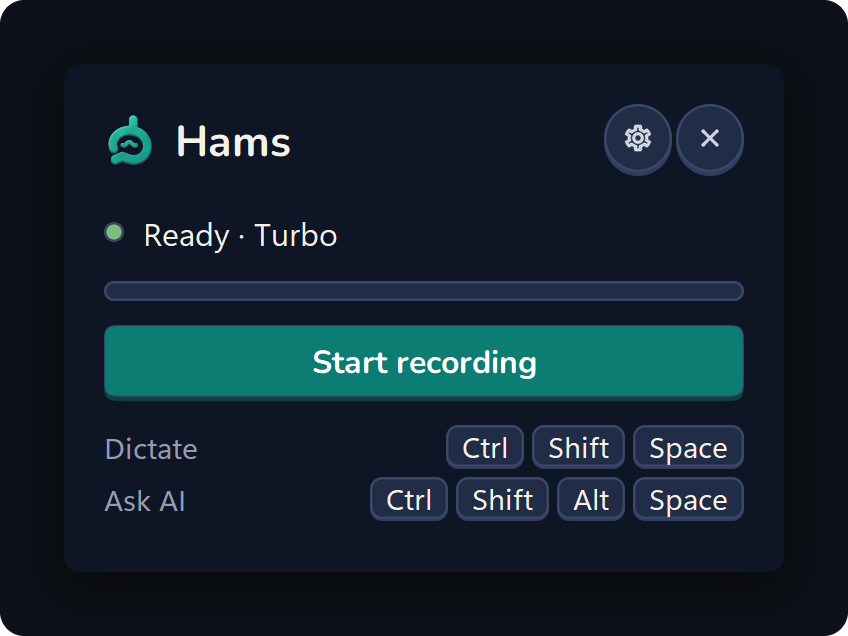 Hams
Ready · Turbo
Start recording
Dictate Ctrl Shift Space
Ask AI Ctrl Shift Alt Space